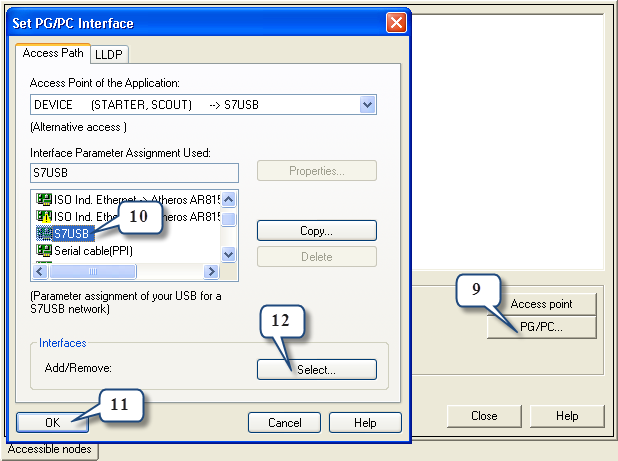 Set PG/PC Interface
Access Path
LLDP
Access Point of the Application:
DEVICE (STARTER, SCOUT) --> S7USB
(Alternative access )
Interface Parameter Assignment Used:
S7USB
Properties...
ISO Ind. Ethernet -> Atheros AR815
ISO Ind. Ethe Atheros AR815
10
S7USB
Serial cable(PPI)
Copy...
Delete
(Parameter assignment of your USB for a
S7USB network)
9
Access point
PG/PC...
12
Interfaces
Add/Remove:
Select...
11
OK
Cancel
Help
Close
Help
Accessible nodes